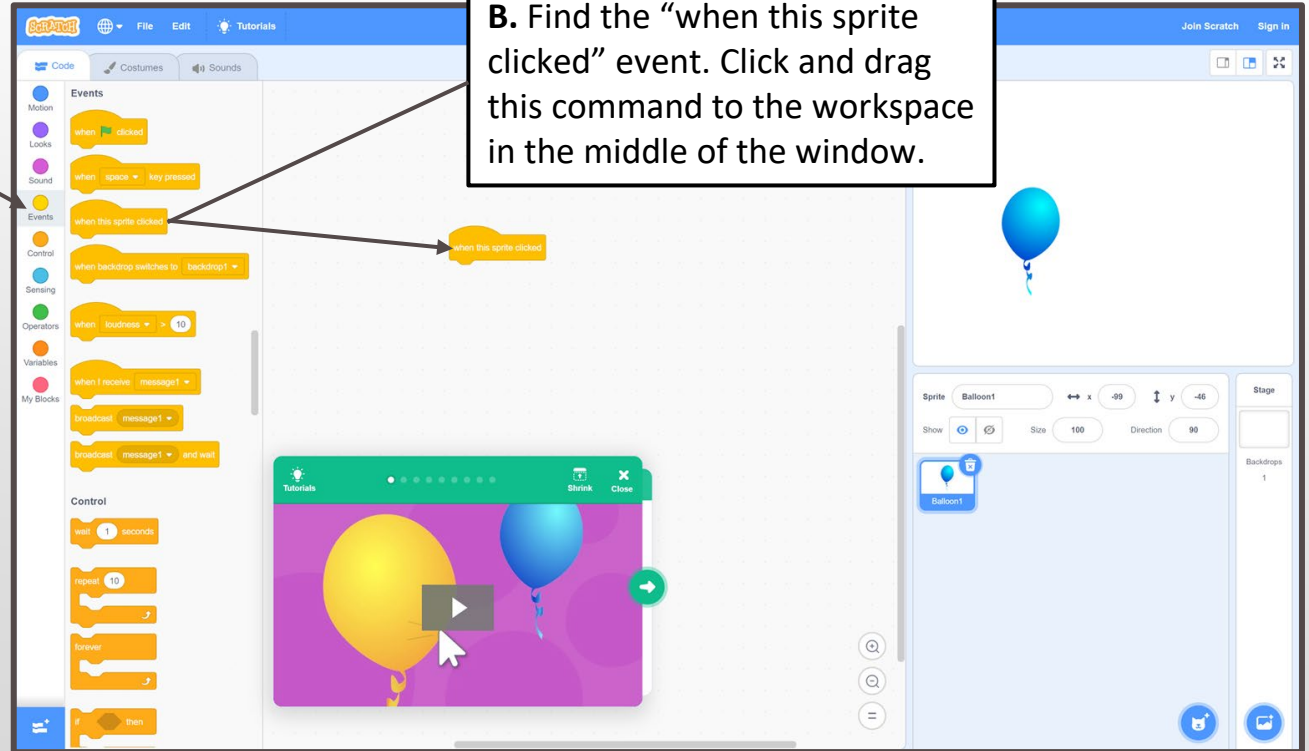 B. Find the “when this sprite
clicked” event. Click and drag
this command to the workspace
in the middle of the window.
SCRATCH File Edit Tutorials Join Scratch Sign in
Code Costumes Sounds
Motion
Looks
Sound
Events
Control
Sensing
Operators
Variables
My Blocks
Events
when clicked
when space key pressed
when this sprite clicked
when backdrop switches to backdrop1
when loudness > 10
when I receive message1
broadcast message1
broadcast message1 and wait
Control
wait 1 seconds
repeat 10
forever
if then
when this sprite clicked
Tutorials Shrink Close
Sprite Balloon1 x -99 y -46
Show Size 100 Direction 90
Balloon1
Stage
Backdrops
1